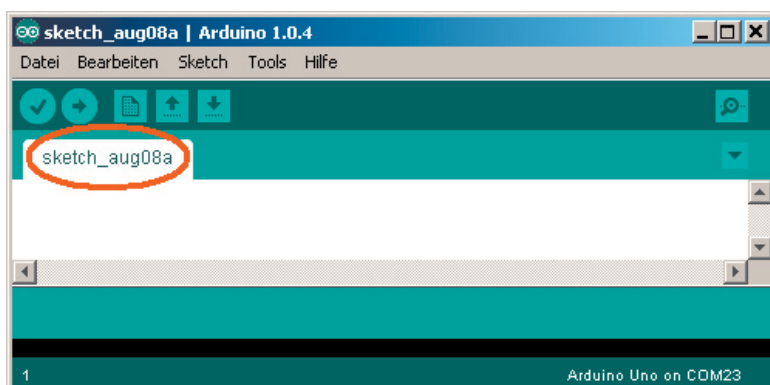 sketch_aug08a | Arduino 1.0.4
Datei Bearbeiten Sketch Tools Hilfe
sketch_aug08a
1 Arduino Uno on COM23